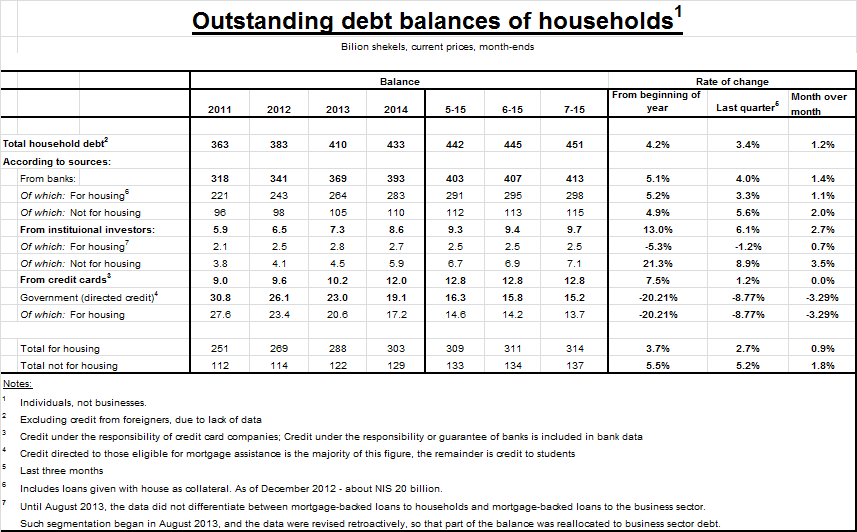 Outstanding debt balances of households1
Bilion shekels, current prices, month-ends
Balance Rate of change
2011 2012 2013 2014 5-15 6-15 7-15 From beginning of year Last quarter5 Month over month
Total household debt2 363 383 410 433 442 445 451 4.2% 3.4% 1.2%
According to sources:
From banks: 318 341 369 393 403 407 413 5.1% 4.0% 1.4%
Of which: For housing6 221 243 264 283 291 295 298 5.2% 3.3% 1.1%
Of which: Not for housing 96 98 105 110 112 113 115 4.9% 5.6% 2.0%
From instituional investors: 5.9 6.5 7.3 8.6 9.3 9.4 9.7 13.0% 6.1% 2.7%
Of which: For housing7 2.1 2.5 2.8 2.7 2.5 2.5 2.5 -5.3% -1.2% 0.7%
Of which: Not for housing 3.8 4.1 4.5 5.9 6.7 6.9 7.1 21.3% 8.9% 3.5%
From credit cards3 9.0 9.6 10.2 12.0 12.8 12.8 12.8 7.5% 1.2% 0.0%
Government (directed credit)4 30.8 26.1 23.0 19.1 16.3 15.8 15.2 -20.21% -8.77% -3.29%
Of which: For housing 27.6 23.4 20.6 17.2 14.6 14.2 13.7 -20.21% -8.77% -3.29%
Total for housing 251 269 288 303 309 311 314 3.7% 2.7% 0.9%
Total not for housing 112 114 122 129 133 134 137 5.5% 5.2% 1.8%
Notes:
1 Individuals, not businesses.
2 Excluding credit from foreigners, due to lack of data
3 Credit under the responsibility of credit card companies; Credit under the responsibility or guarantee of banks is included in bank data
4 Credit directed to those eligible for mortgage assistance is the majority of this figure, the remainder is credit to students
5 Last three months
6 Includes loans given with house as collateral. As of December 2012 - about NIS 20 billion.
7 Until August 2013, the data did not differentiate between mortgage-backed loans to households and mortgage-backed loans to the business sector.
Such segmentation began in August 2013, and the data were revised retroactively, so that part of the balance was reallocated to business sector debt.